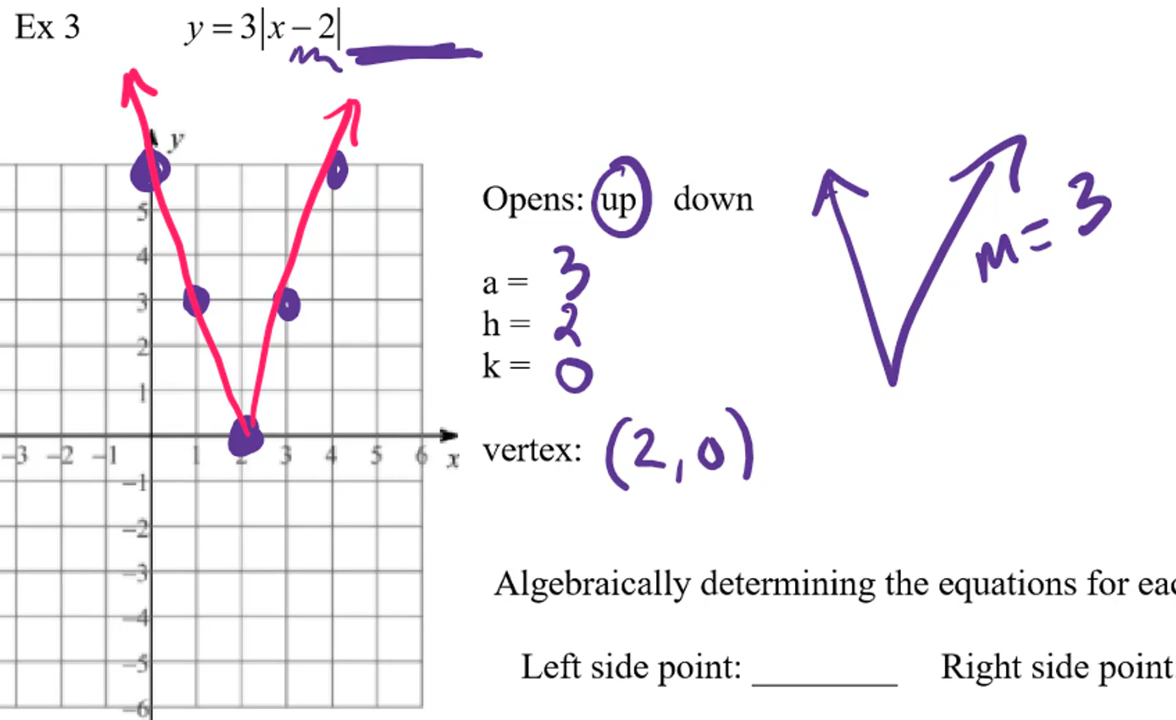 Ex 3 y = 3|x − 2|
m
y
5
4
3
2
1
−3 −2 −1 1 2 3 4 5 6 x
−1
−2
−3
−4
−5
−6
Opens: up down
a = 3
h = 2
k = 0
vertex: (2, 0)
m = 3
Algebraically determining the equations for eac
Left side point: ________ Right side point